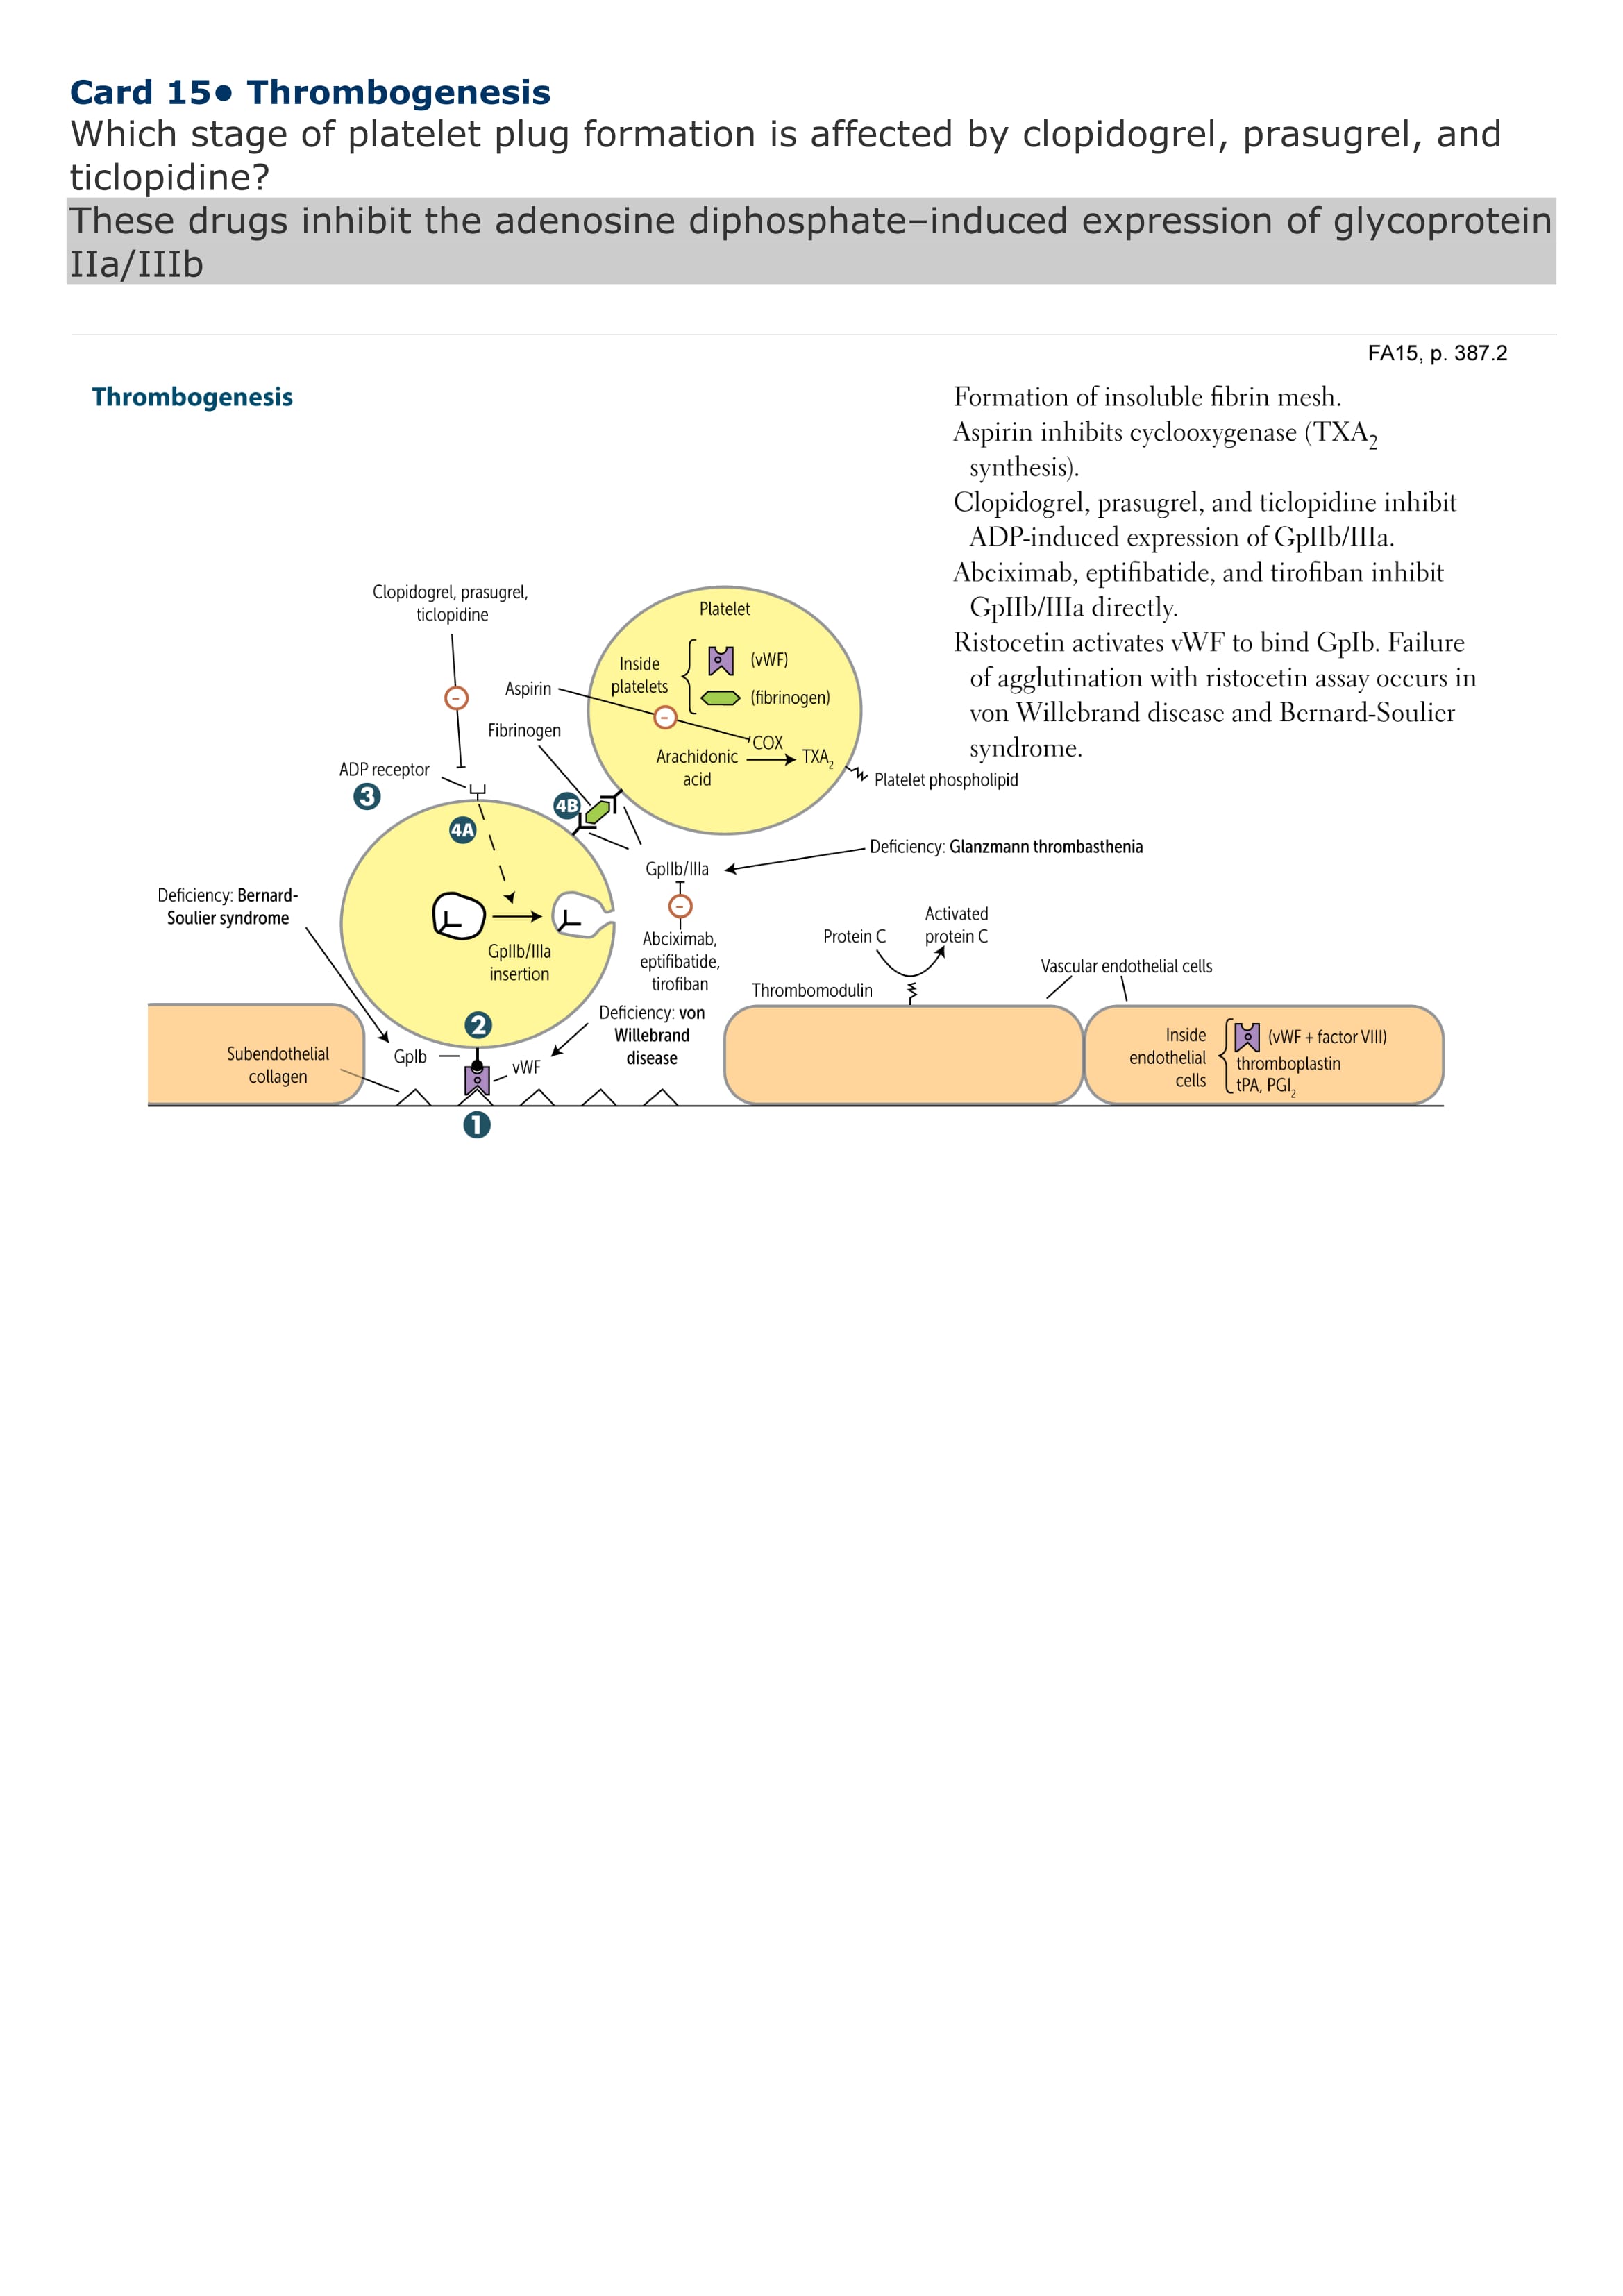 Card 15● Thrombogenesis
Which stage of platelet plug formation is affected by clopidogrel, prasugrel, and
ticlopidine?
These drugs inhibit the adenosine diphosphate–induced expression of glycoprotein
IIa/IIIb
FA15, p. 387.2
Thrombogenesis
Formation of insoluble fibrin mesh.
Aspirin inhibits cyclooxygenase (TXA2
synthesis).
Clopidogrel, prasugrel, and ticlopidine inhibit
ADP-induced expression of GpIIb/IIIa.
Abciximab, eptifibatide, and tirofiban inhibit
GpIIb/IIIa directly.
Ristocetin activates vWF to bind GpIb. Failure
of agglutination with ristocetin assay occurs in
von Willebrand disease and Bernard-Soulier
syndrome.
Clopidogrel, prasugrel,
ticlopidine
Platelet
Inside
platelets
(vWF)
(fibrinogen)
Aspirin
Fibrinogen
COX
Arachidonic
acid
TXA2
Platelet phospholipid
ADP receptor
3
4B
4A
Deficiency: Glanzmann thrombasthenia
GpIIb/IIIa
Deficiency: Bernard-
Soulier syndrome
GpIIb/IIIa
insertion
Abciximab,
eptifibatide,
tirofiban
Protein C
Activated
protein C
Vascular endothelial cells
Thrombomodulin
Deficiency: von
Willebrand
disease
2
Subendothelial
collagen
GpIb
vWF
Inside
endothelial
cells
(vWF + factor VIII)
thromboplastin
tPA, PGI2
1